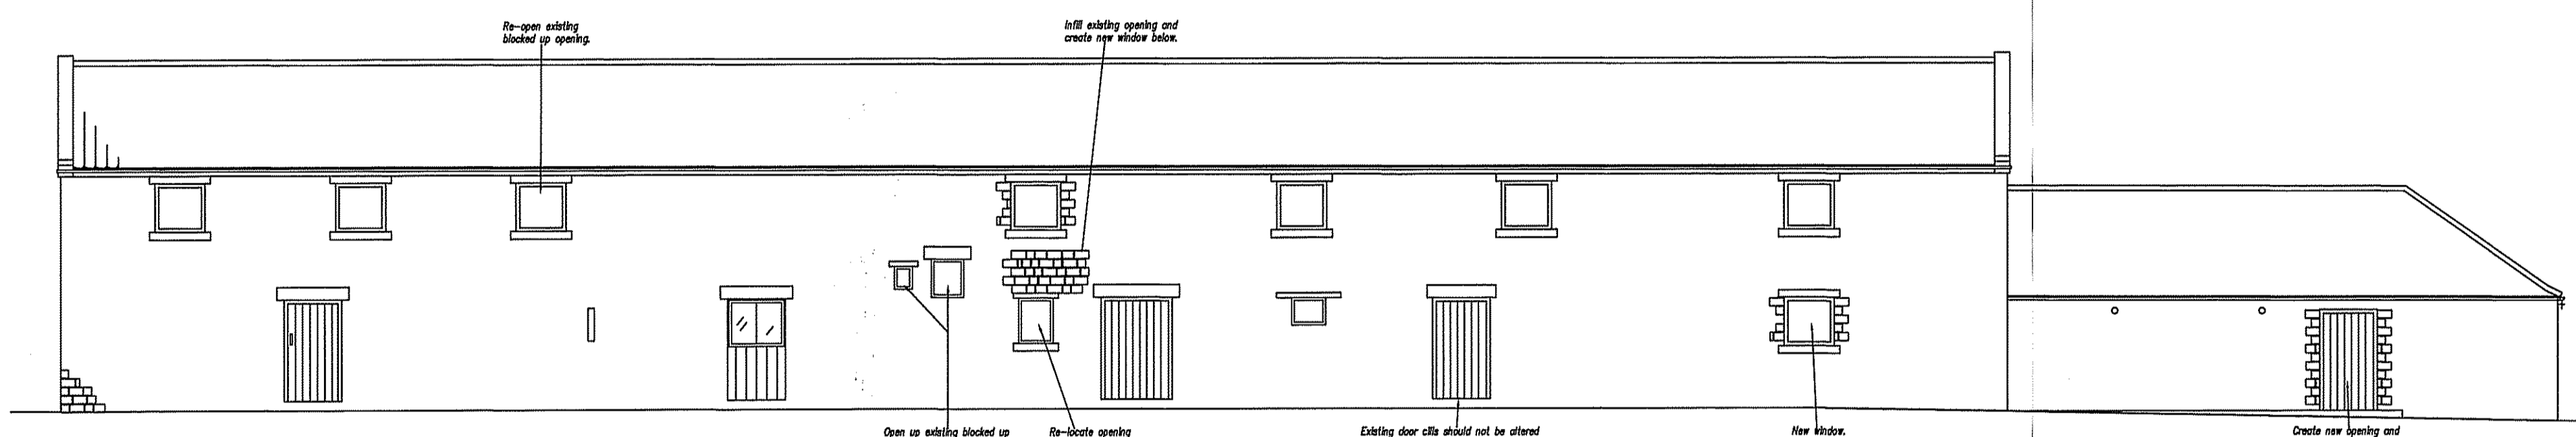 Re-open existing
blocked up opening.
Infill existing opening and
create new window below.
Open up existing blocked up
Re-locate opening
Existing door cills should not be altered
New window.
Create new opening and